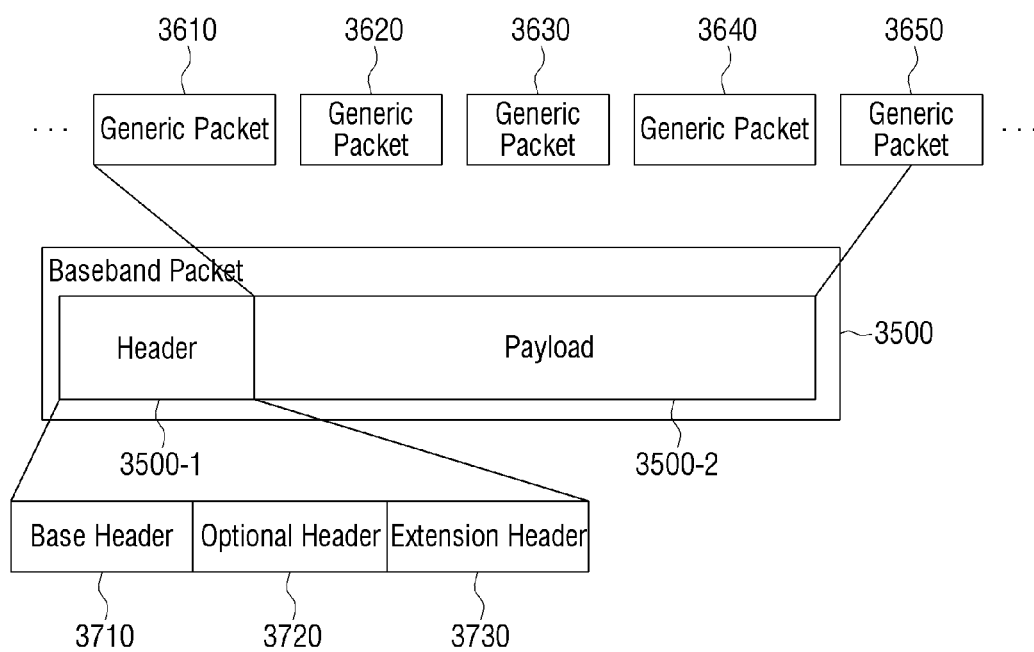 3610 3620 3630 3640 3650
... Generic Packet Generic Packet Generic Packet Generic Packet Generic Packet ...
Baseband Packet
Header Payload 3500
3500-1 3500-2
Base Header Optional Header Extension Header
3710 3720 3730